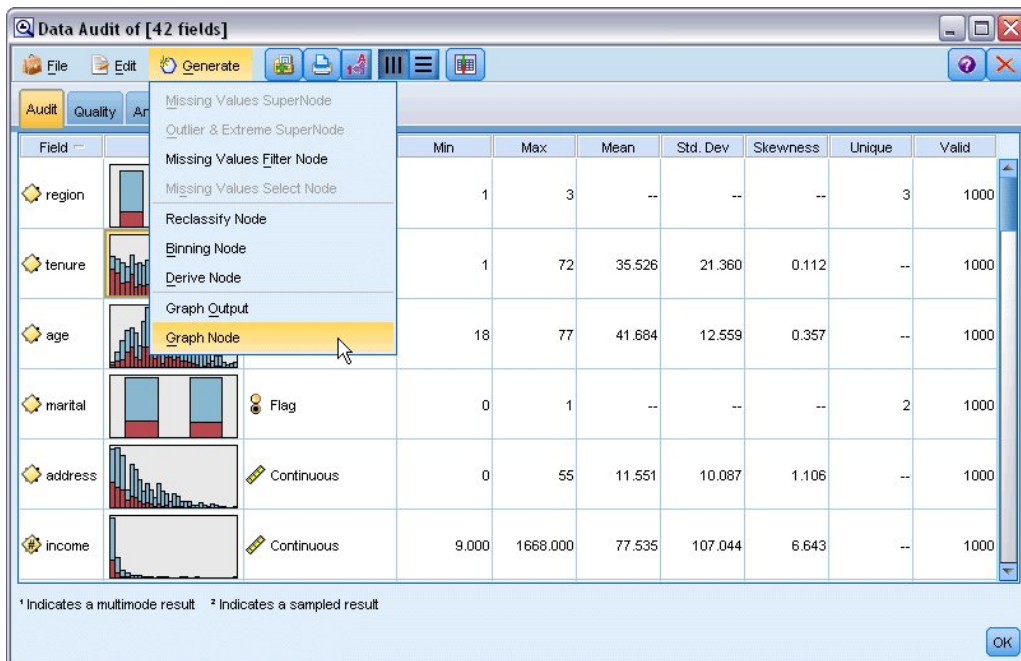 Data Audit of [42 fields]
File Edit Generate
Audit Quality An
Missing Values SuperNode
Outlier & Extreme SuperNode
Missing Values Filter Node
Missing Values Select Node
Reclassify Node
Binning Node
Derive Node
Graph Output
Graph Node
Field Min Max Mean Std. Dev Skewness Unique Valid
region 1 3 -- -- -- 3 1000
tenure 1 72 35.526 21.360 0.112 -- 1000
age 18 77 41.684 12.559 0.357 -- 1000
marital Flag 0 1 -- -- -- 2 1000
address Continuous 0 55 11.551 10.087 1.106 -- 1000
income Continuous 9.000 1668.000 77.535 107.044 6.643 -- 1000
¹ Indicates a multimode result ² Indicates a sampled result
OK